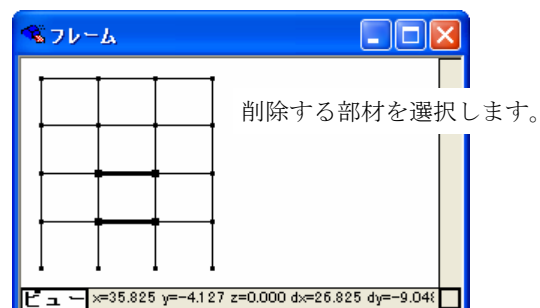 フレーム
削除する部材を選択します。
ビュー x=35.825 y=-4.127 z=0.000 dx=26.825 dy=-9.048